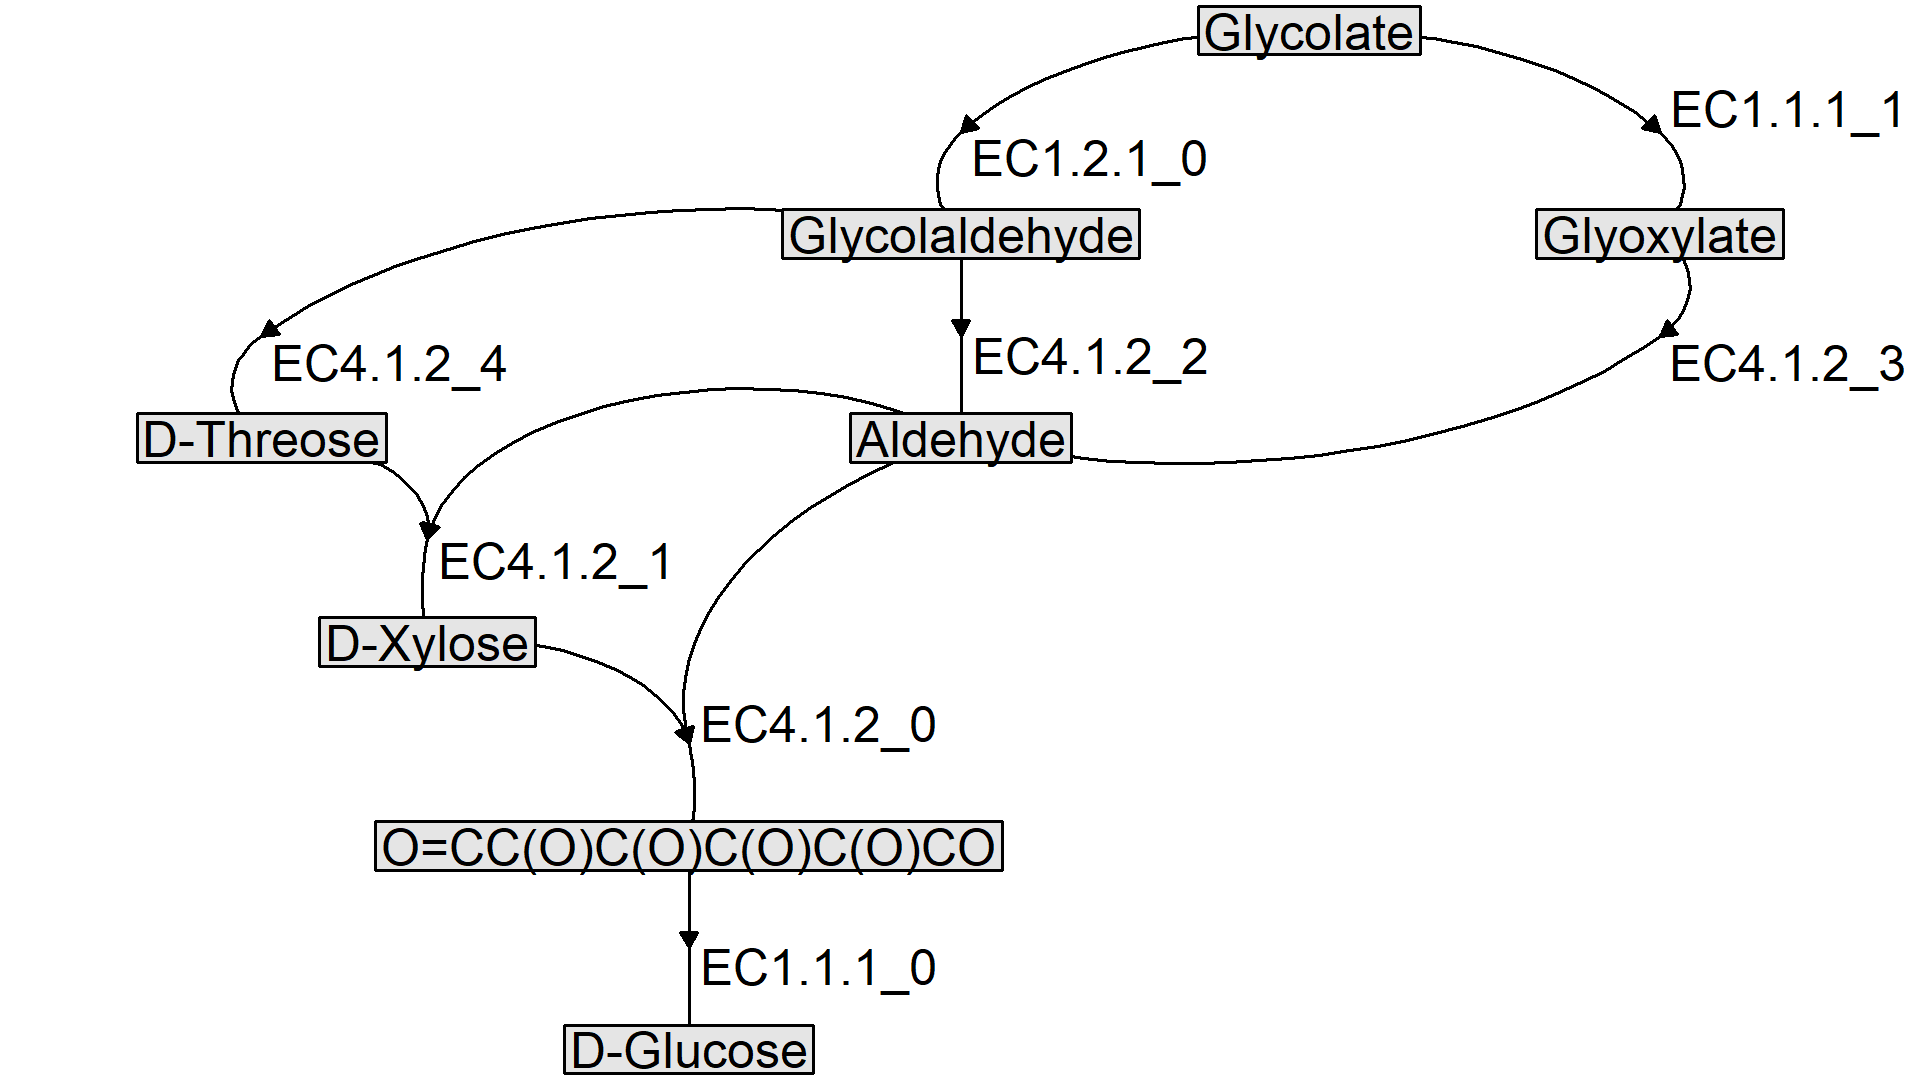 Glycolate
EC1.1.1_1
EC1.2.1_0
Glycolaldehyde
Glyoxylate
EC4.1.2_4
EC4.1.2_2
EC4.1.2_3
D-Threose
Aldehyde
EC4.1.2_1
D-Xylose
EC4.1.2_0
O=CC(O)C(O)C(O)C(O)CO
EC1.1.1_0
D-Glucose